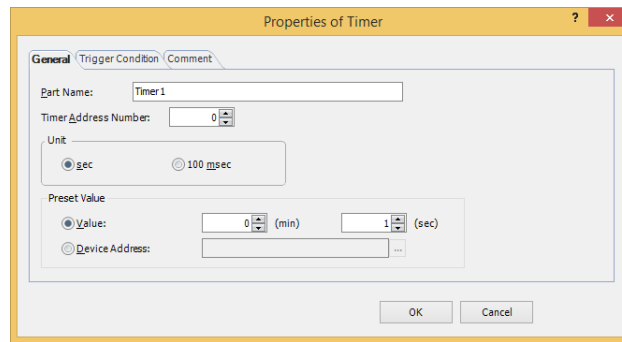 Properties of Timer ? ×
General Trigger Condition Comment
Part Name: Timer1
Timer Address Number: 0
Unit
sec 100 msec
Preset Value
Value: 0 (min) 1 (sec)
Device Address: ...
OK Cancel